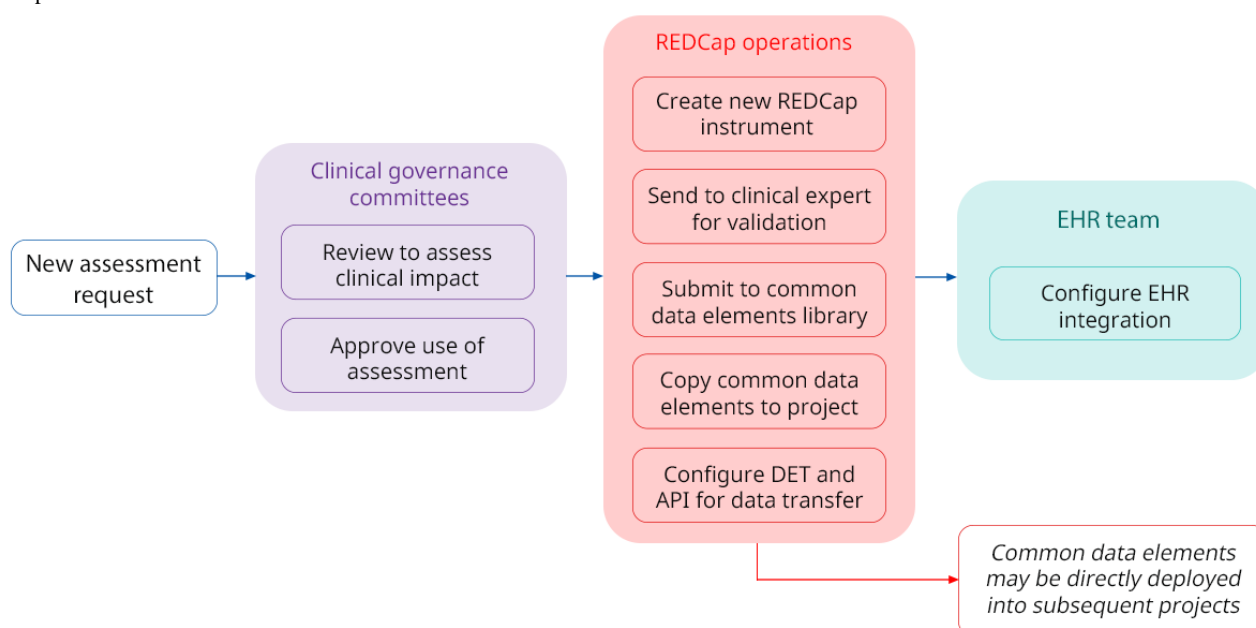 New assessment
request
Clinical governance
committees
Review to assess
clinical impact
Approve use of
assessment
REDCap operations
Create new REDCap
instrument
Send to clinical expert
for validation
Submit to common
data elements library
Copy common data
elements to project
Configure DET and
API for data transfer
EHR team
Configure EHR
integration
Common data elements
may be directly deployed
into subsequent projects